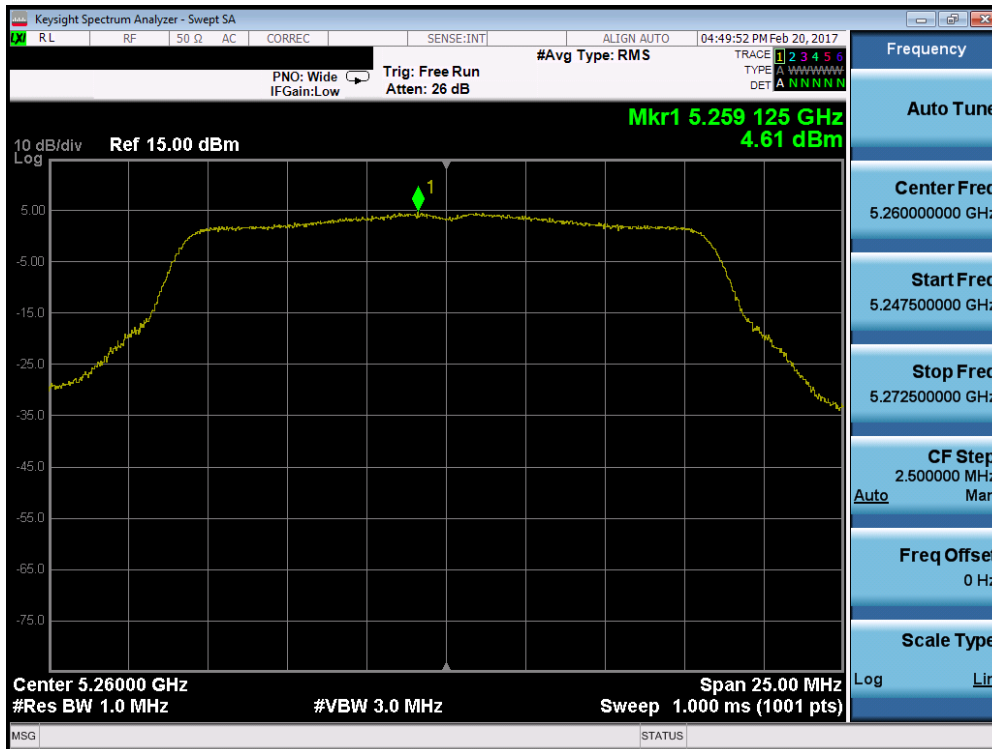 Keysight Spectrum Analyzer - Swept SA
LXI RL RF 50 Ω AC CORREC SENSE:INT ALIGN AUTO 04:49:52 PM Feb 20, 2017
#Avg Type: RMS
TRACE 1 2 3 4 5 6
TYPE A WWWWW
DET A N N N N N
PNO: Wide
IFGain:Low
Trig: Free Run
Atten: 26 dB
Mkr1 5.259 125 GHz
4.61 dBm
10 dB/div Ref 15.00 dBm
Log
1
5.00
-5.00
-15.0
-25.0
-35.0
-45.0
-55.0
-65.0
-75.0
Center 5.26000 GHz Span 25.00 MHz
#Res BW 1.0 MHz #VBW 3.0 MHz Sweep 1.000 ms (1001 pts)
MSG STATUS
Frequency
Auto Tune
Center Freq
5.260000000 GHz
Start Freq
5.247500000 GHz
Stop Freq
5.272500000 GHz
CF Step
2.500000 MHz
Auto Man
Freq Offset
0 Hz
Scale Type
Log Lin